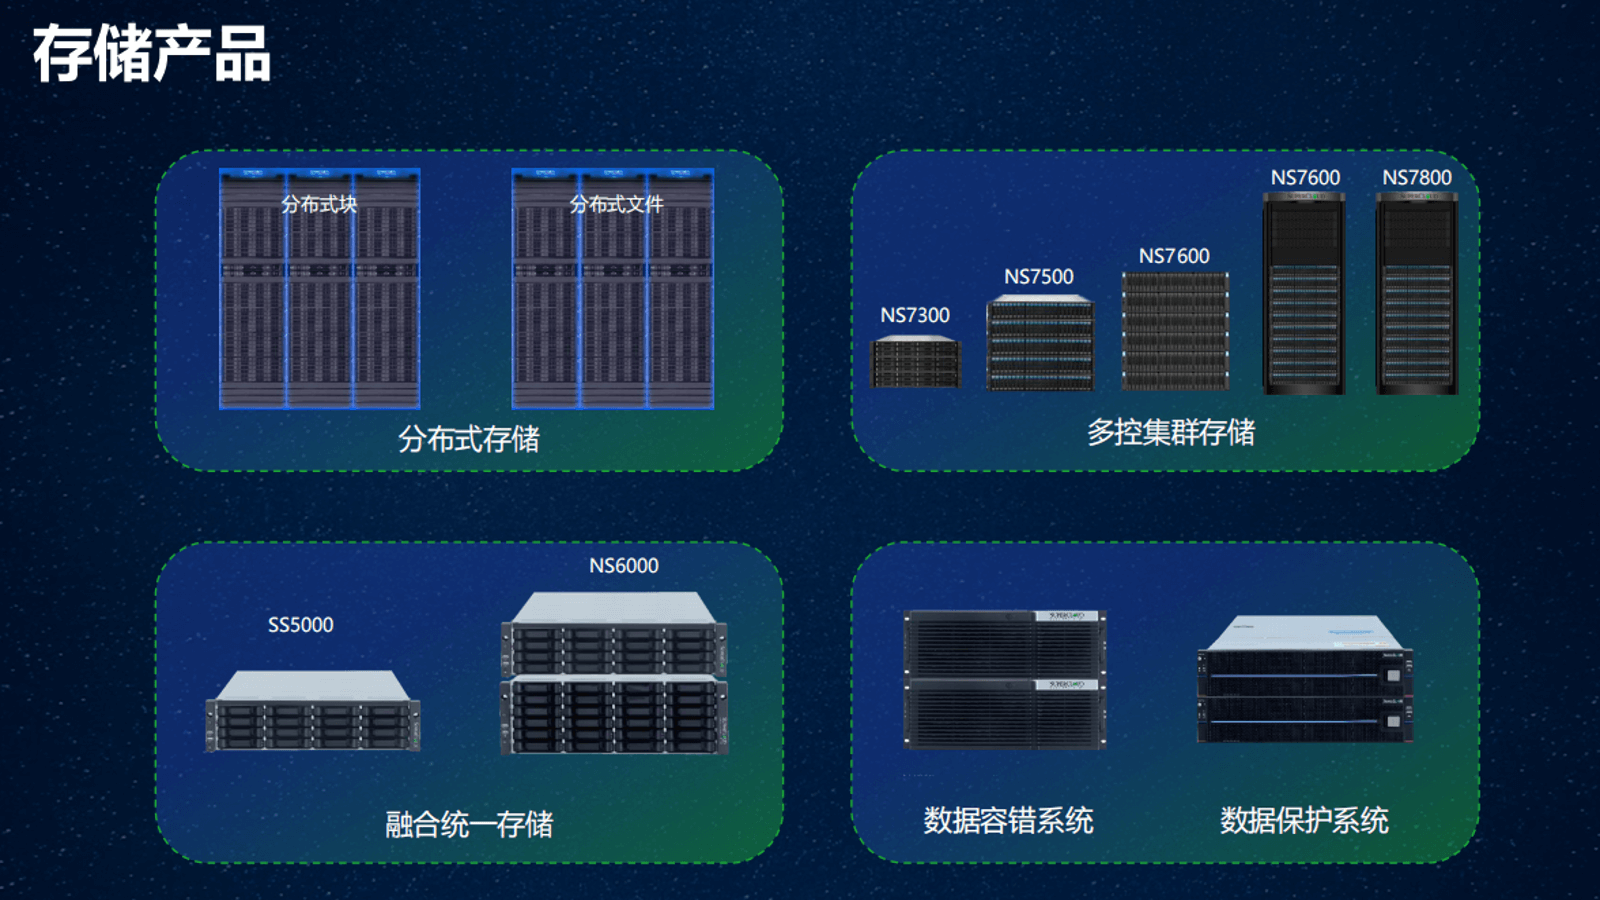 存储产品
分布式块
分布式文件
分布式存储
NS7300
NS7500
NS7600
NS7600
NS7800
多控集群存储
SS5000
NS6000
融合统一存储
SUPERCLOUD
SUPERCLOUD
数据容错系统
数据保护系统